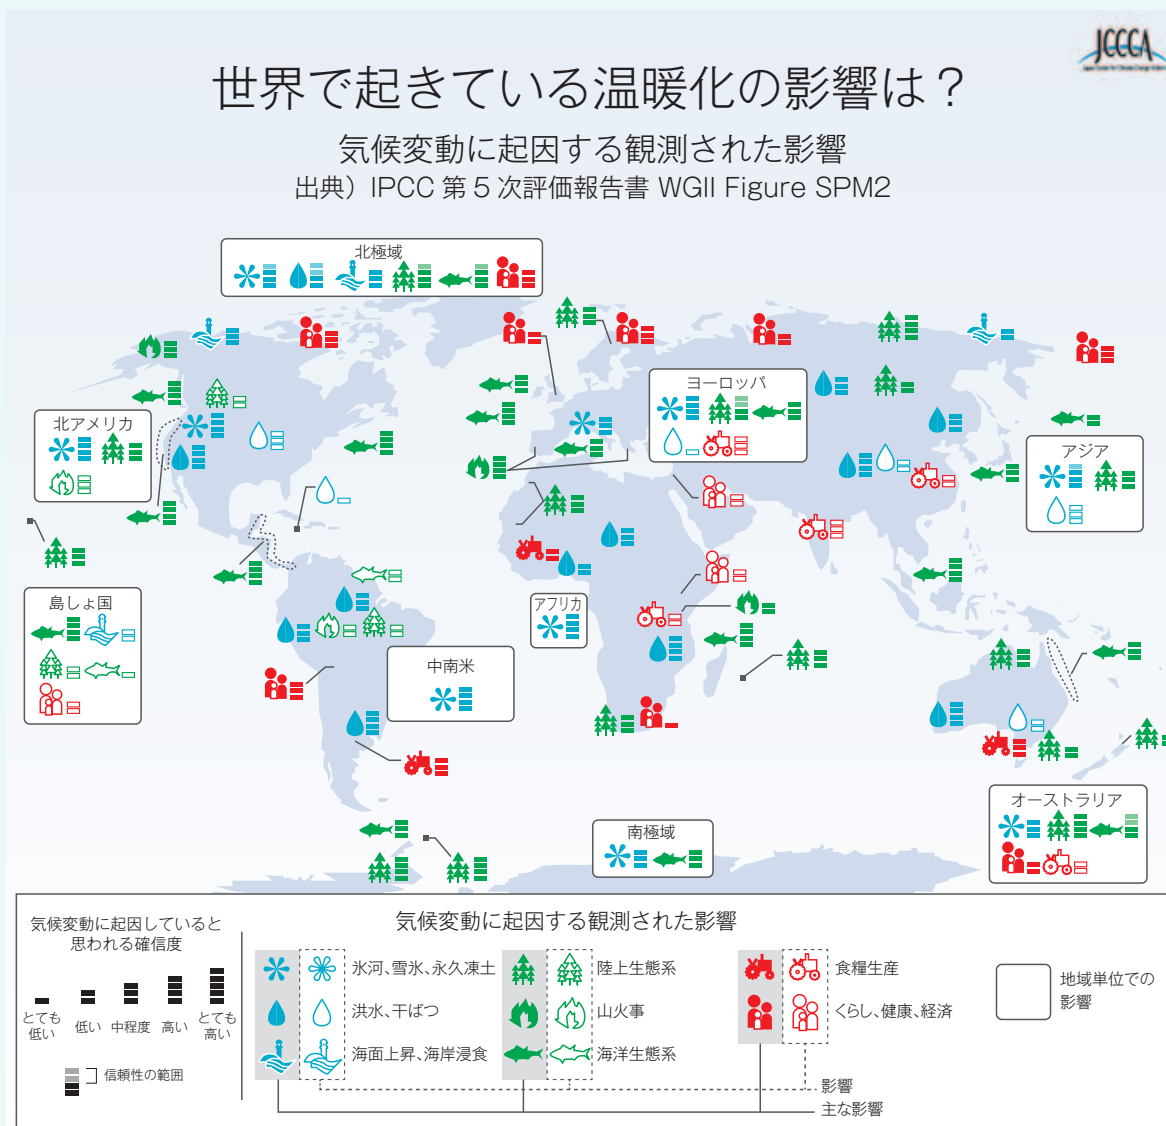 JCCCA
世界で起きている温暖化の影響は？
気候変動に起因する観測された影響
出典）IPCC 第 5 次評価報告書 WGII Figure SPM2
北極域
ヨーロッパ
北アメリカ
アジア
島しょ国
アフリカ
中南米
オーストラリア
南極域
気候変動に起因していると
思われる確信度
とても
低い
低い
中程度
高い
とても
高い
信頼性の範囲
気候変動に起因する観測された影響
氷河、雪氷、永久凍土
洪水、干ばつ
海面上昇、海岸浸食
陸上生態系
山火事
海洋生態系
食糧生産
くらし、健康、経済
影響
主な影響
地域単位での
影響